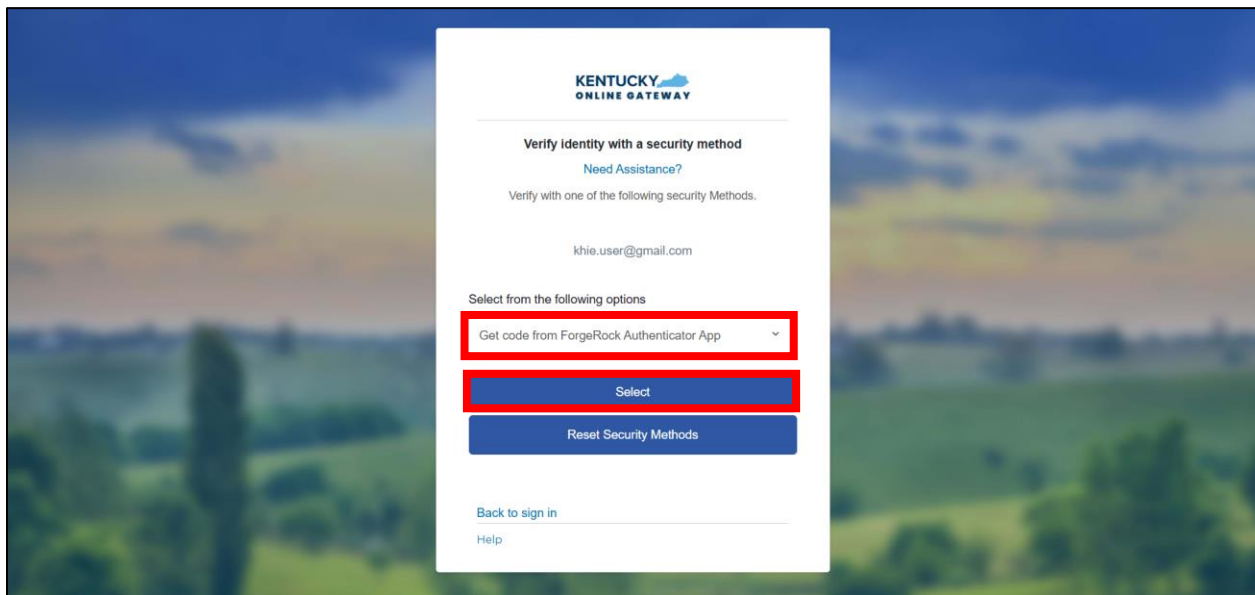 KENTUCKY
ONLINE GATEWAY
Verify identity with a security method
Need Assistance?
Verify with one of the following security Methods.
khie.user@gmail.com
Select from the following options
Get code from ForgeRock Authenticator App
Select
Reset Security Methods
Back to sign in
Help